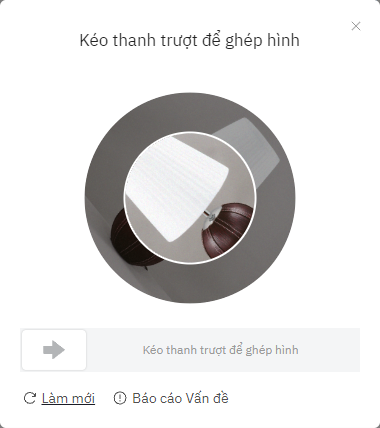 Kéo thanh trượt để ghép hình
Kéo thanh trượt để ghép hình
Làm mới
Báo cáo Vấn đề